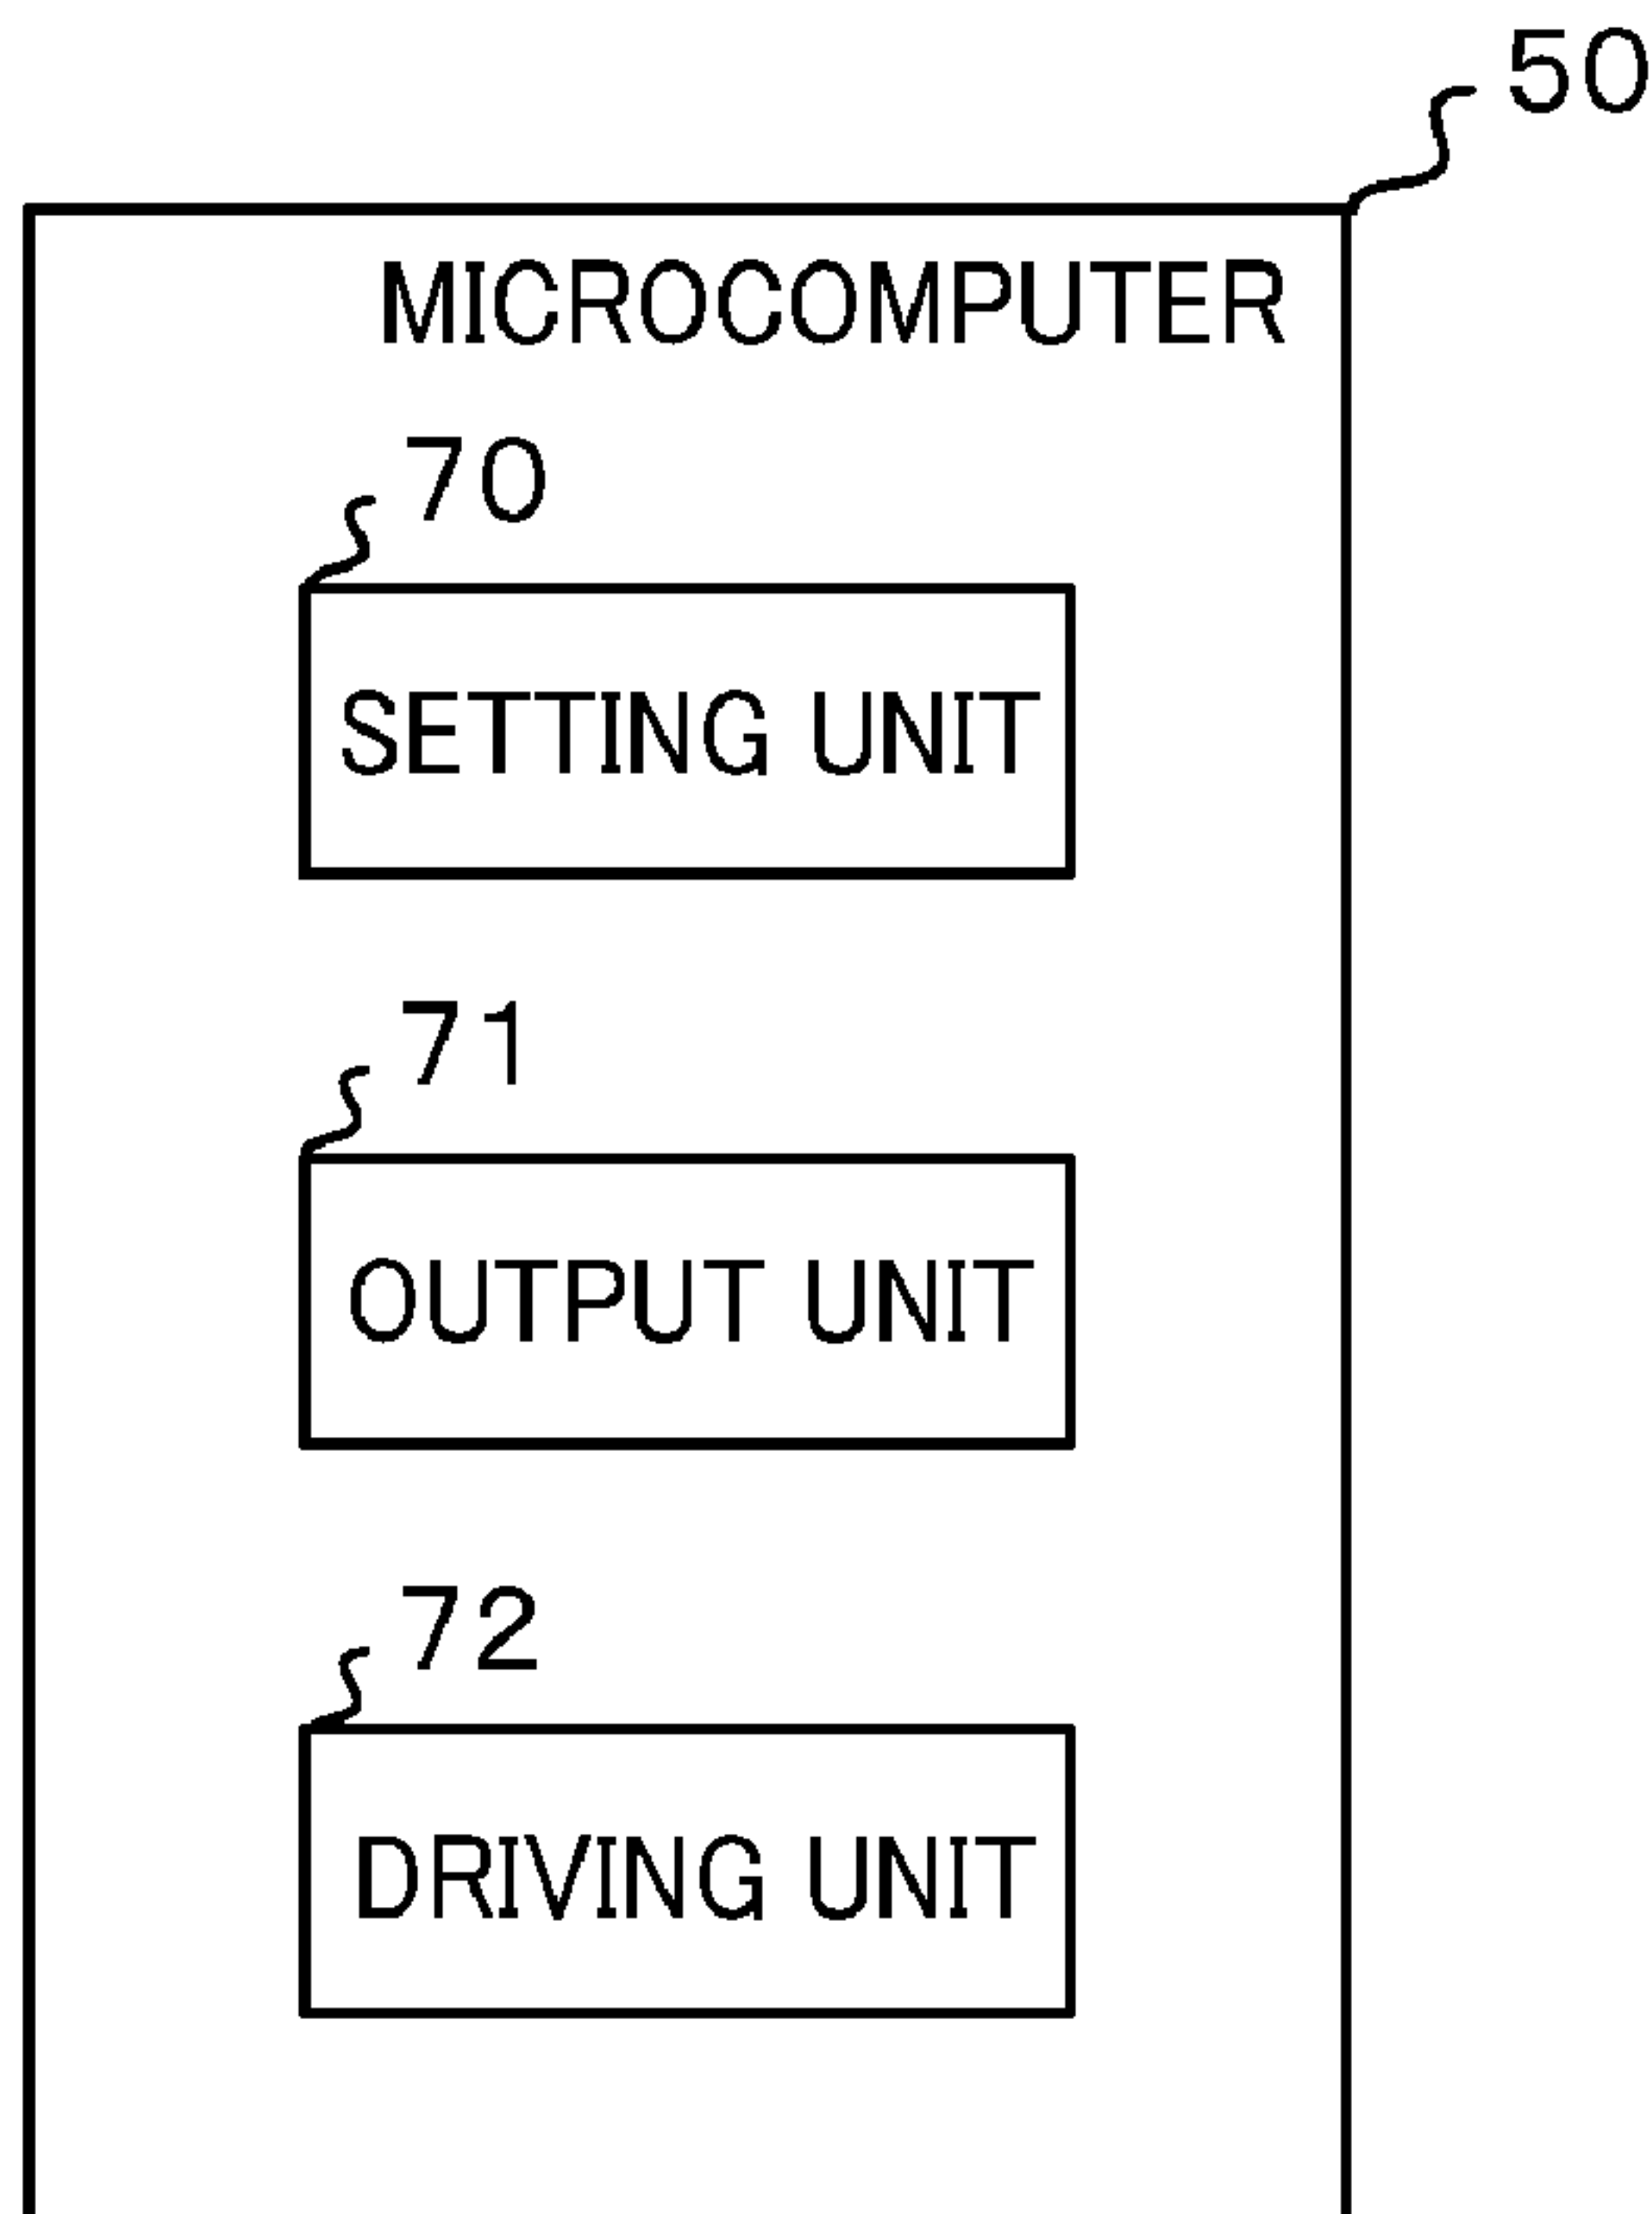 50
MICROCOMPUTER
70
SETTING UNIT
71
OUTPUT UNIT
72
DRIVING UNIT